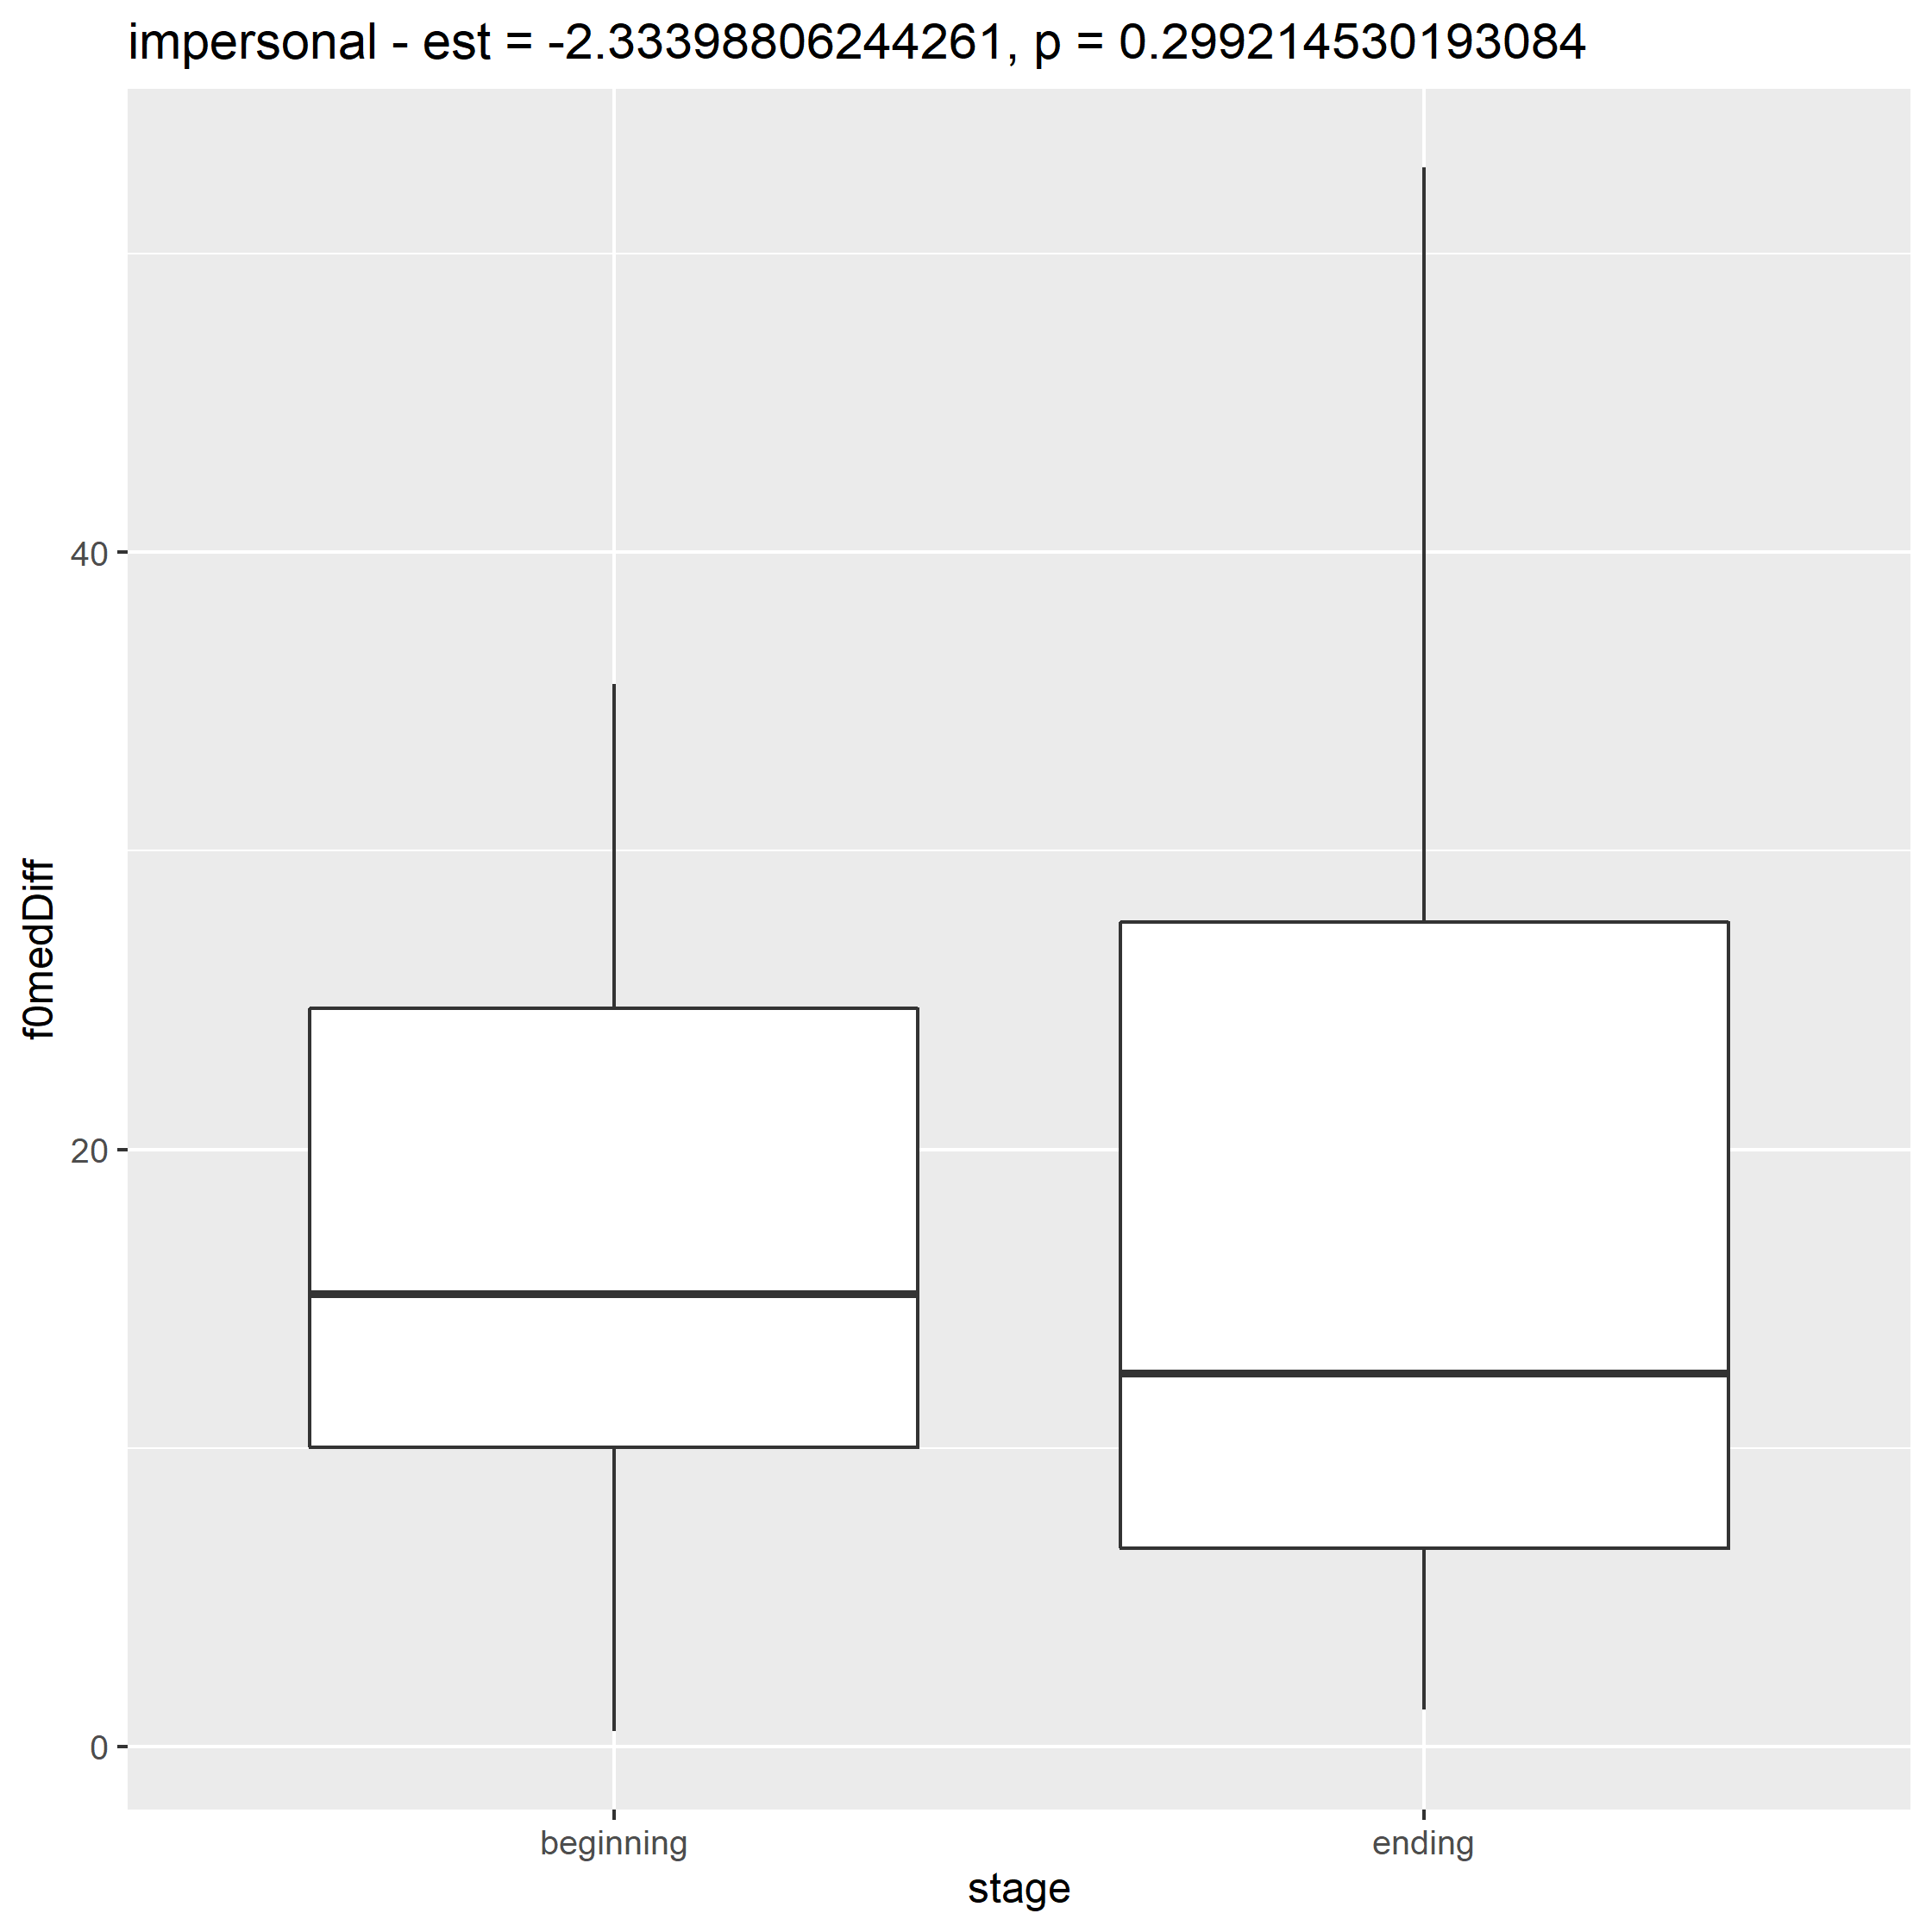 impersonal - est = -2.33398806244261, p = 0.299214530193084
f0medDiff
40
20
0
beginning
ending
stage